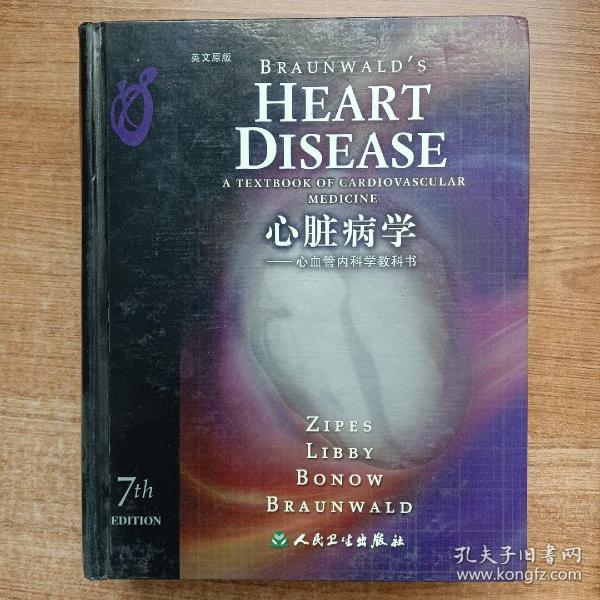 英文原版
BRAUNWALD'S
HEART
DISEASE
A TEXTBOOK OF CARDIOVASCULAR
MEDICINE
心脏病学
——心血管内科学教科书
ZIPES
LIBBY
BONOW
BRAUNWALD
7th
EDITION
人民卫生出版社
孔夫子旧书网
www.kongfz.com